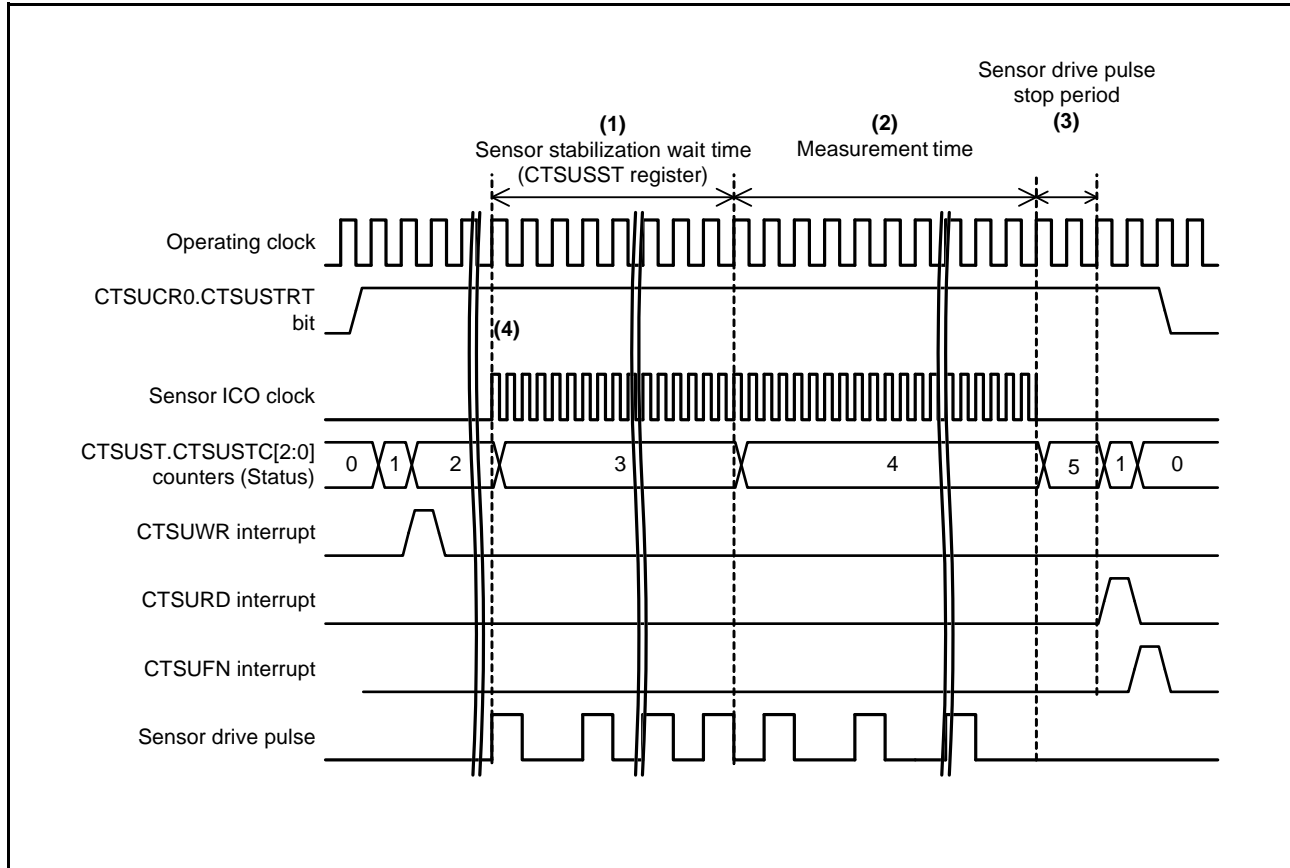 Sensor drive pulse
stop period
(1)
(2)
(3)
Sensor stabilization wait time
(CTSUSST register)
Measurement time
Operating clock
CTSUCR0.CTSUSTRT
bit
(4)
Sensor ICO clock
CTSUST.CTSUSTC[2:0]
counters (Status)
0 1 2 3 4 5 1 0
CTSUWR interrupt
CTSURD interrupt
CTSUFN interrupt
Sensor drive pulse